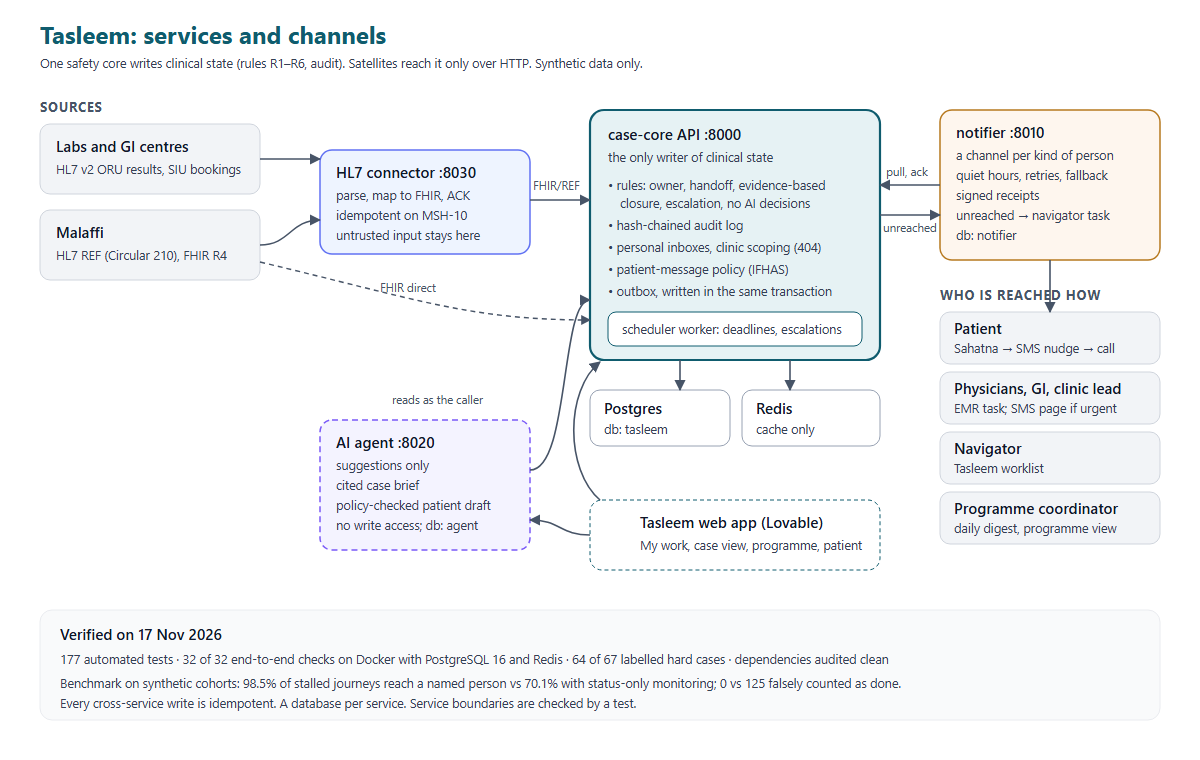 Tasleem: services and channels
One safety core writes clinical state (rules R1–R6, audit). Satellites reach it only over HTTP. Synthetic data only.
SOURCES
Labs and GI centres
HL7 v2 ORU results, SIU bookings
Malaffi
HL7 REF (Circular 210), FHIR R4
HL7 connector :8030
parse, map to FHIR, ACK
idempotent on MSH-10
untrusted input stays here
FHIR/REF
FHIR direct
case-core API :8000
the only writer of clinical state
• rules: owner, handoff, evidence-based
closure, escalation, no AI decisions
• hash-chained audit log
• personal inboxes, clinic scoping (404)
• patient-message policy (IFHAS)
• outbox, written in the same transaction
scheduler worker: deadlines, escalations
pull, ack
unreached
notifier :8010
a channel per kind of person
quiet hours, retries, fallback
signed receipts
unreached → navigator task
db: notifier
WHO IS REACHED HOW
Patient
Sahatna → SMS nudge → call
Physicians, GI, clinic lead
EMR task; SMS page if urgent
Navigator
Tasleem worklist
Programme coordinator
daily digest, programme view
Postgres
db: tasleem
Redis
cache only
reads as the caller
AI agent :8020
suggestions only
cited case brief
policy-checked patient draft
no write access; db: agent
Tasleem web app (Lovable)
My work, case view, programme, patient
Verified on 17 Nov 2026
177 automated tests · 32 of 32 end-to-end checks on Docker with PostgreSQL 16 and Redis · 64 of 67 labelled hard cases · dependencies audited clean
Benchmark on synthetic cohorts: 98.5% of stalled journeys reach a named person vs 70.1% with status-only monitoring; 0 vs 125 falsely counted as done.
Every cross-service write is idempotent. A database per service. Service boundaries are checked by a test.